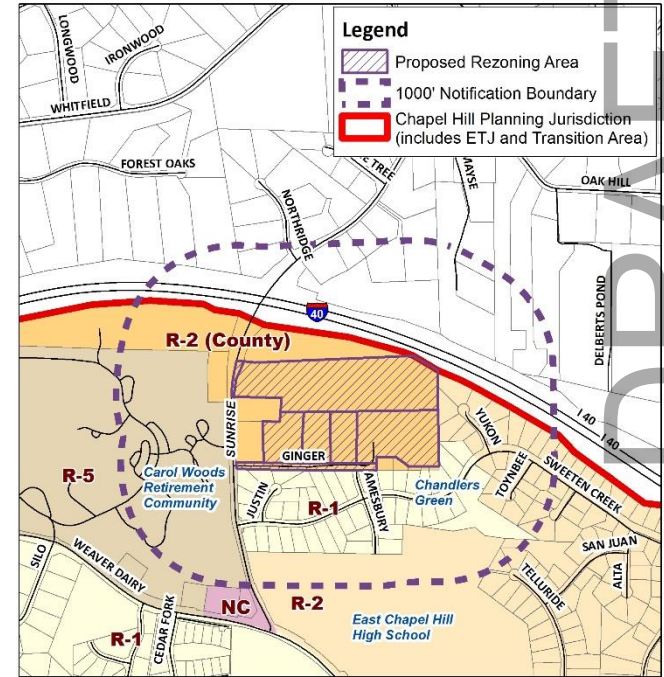 Legend
Proposed Rezoning Area
1000' Notification Boundary
Chapel Hill Planning Jurisdiction
(includes ETJ and Transition Area)
LONGWOOD
IRONWOOD
WHITFIELD
FOREST OAKS
TREE
MAYSE
OAK HILL
NORTHRIDGE
DELBERTS POND
40
I 40
I 40
R-2 (County)
SUNRISE
GINGER
YUKON
TOYNBEE
SWEETEN CREEK
R-5
Carol Woods
Retirement
Community
JUSTIN
R-1
AMESBURY
Chandlers
Green
SAN JUAN
ALTA
TELLURIDE
SILO
WEAVER DAIRY
CEDAR FORK
R-1
NC
R-2
East Chapel Hill
High School
DRAFT